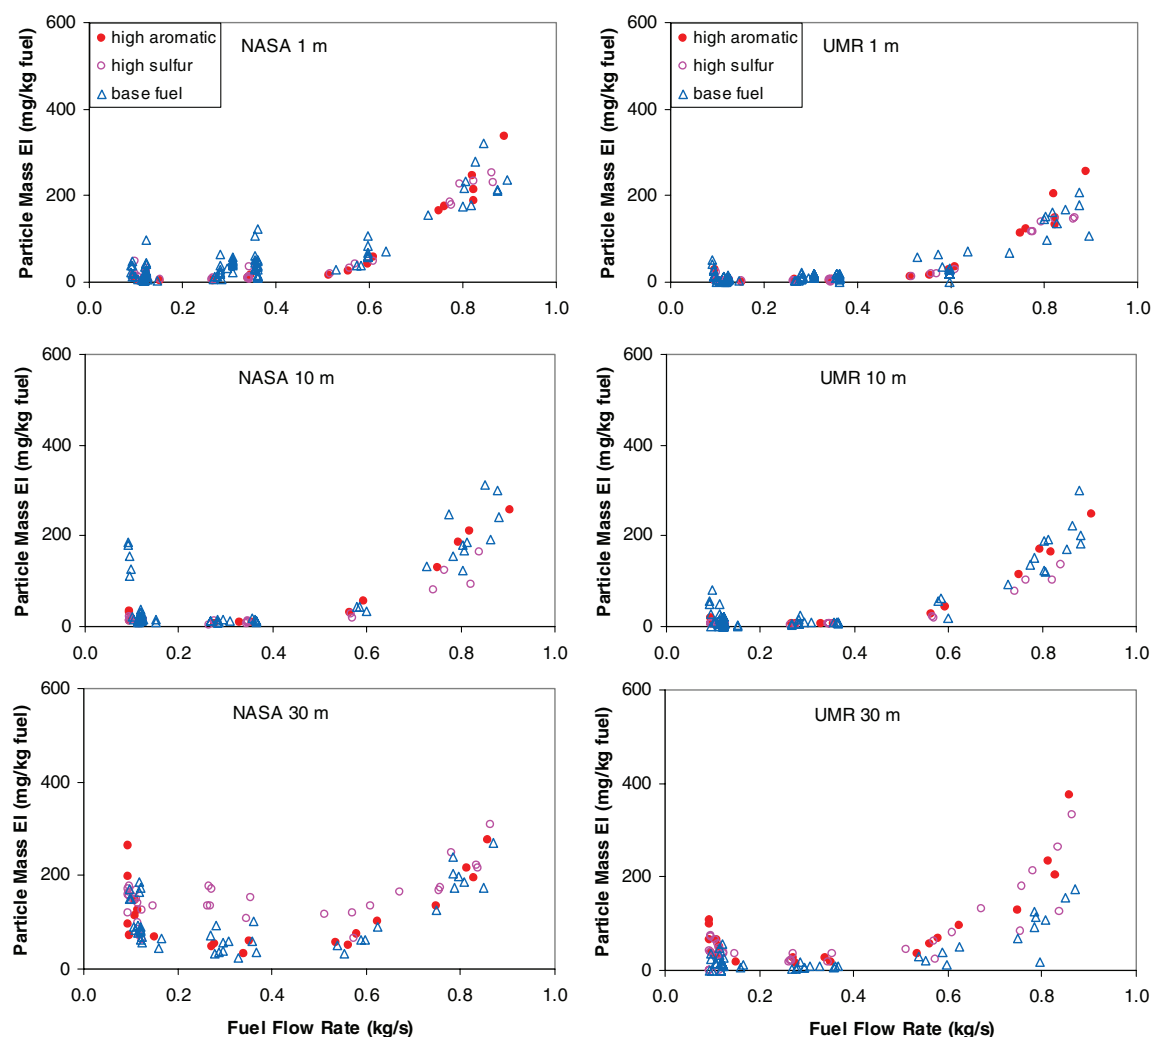 NASA 1 m
high aromatic
high sulfur
base fuel
Particle Mass EI (mg/kg fuel)
600
400
200
0
0.0 0.2 0.4 0.6 0.8 1.0
UMR 1 m
high aromatic
high sulfur
base fuel
Particle Mass EI (mg/kg fuel)
600
400
200
0
0.0 0.2 0.4 0.6 0.8 1.0
NASA 10 m
Particle Mass EI (mg/kg fuel)
600
400
200
0
0.0 0.2 0.4 0.6 0.8 1.0
UMR 10 m
Particle Mass EI (mg/kg fuel)
600
400
200
0
0.0 0.2 0.4 0.6 0.8 1.0
NASA 30 m
Particle Mass EI (mg/kg fuel)
600
400
200
0
0.0 0.2 0.4 0.6 0.8 1.0
Fuel Flow Rate (kg/s)
UMR 30 m
Particle Mass EI (mg/kg fuel)
600
400
200
0
0.0 0.2 0.4 0.6 0.8 1.0
Fuel Flow Rate (kg/s)